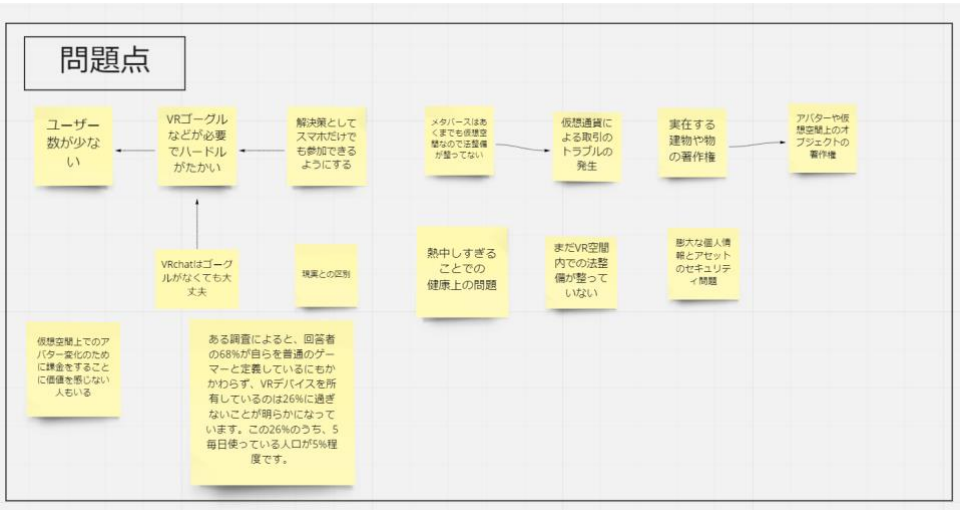 問題点
ユーザー
数が少な
い
VRゴーグル
などが必要
でハードル
がたかい
解決策として
スマホだけで
も参加できる
ようにする
メタバースはあ
くまでも仮想空
間なので法整備
が整ってない
仮想通貨に
よる取引の
トラブルの
発生
実在する
建物や物
の著作権
アバターや仮
想空間上のオ
ブジェクトの
著作権
VRchatはゴーグ
ルがなくても大
丈夫
現実との区別
熱中しすぎる
ことでの
健康上の問題
まだVR空間
内での法整
備が整って
いない
膨大な個人情
報とアセット
のセキュリテ
ィ問題
仮想空間上でのア
バター変化のため
に課金をすること
に価値を感じない
人もいる
ある調査によると、回答者
の68%が自らを普通のゲー
マーと定義しているにもか
かわらず、VRデバイスを所
有しているのは26%に過ぎ
ないことが明らかになって
います。この26%のうち、5
毎日使っている人口が5%程
度です。